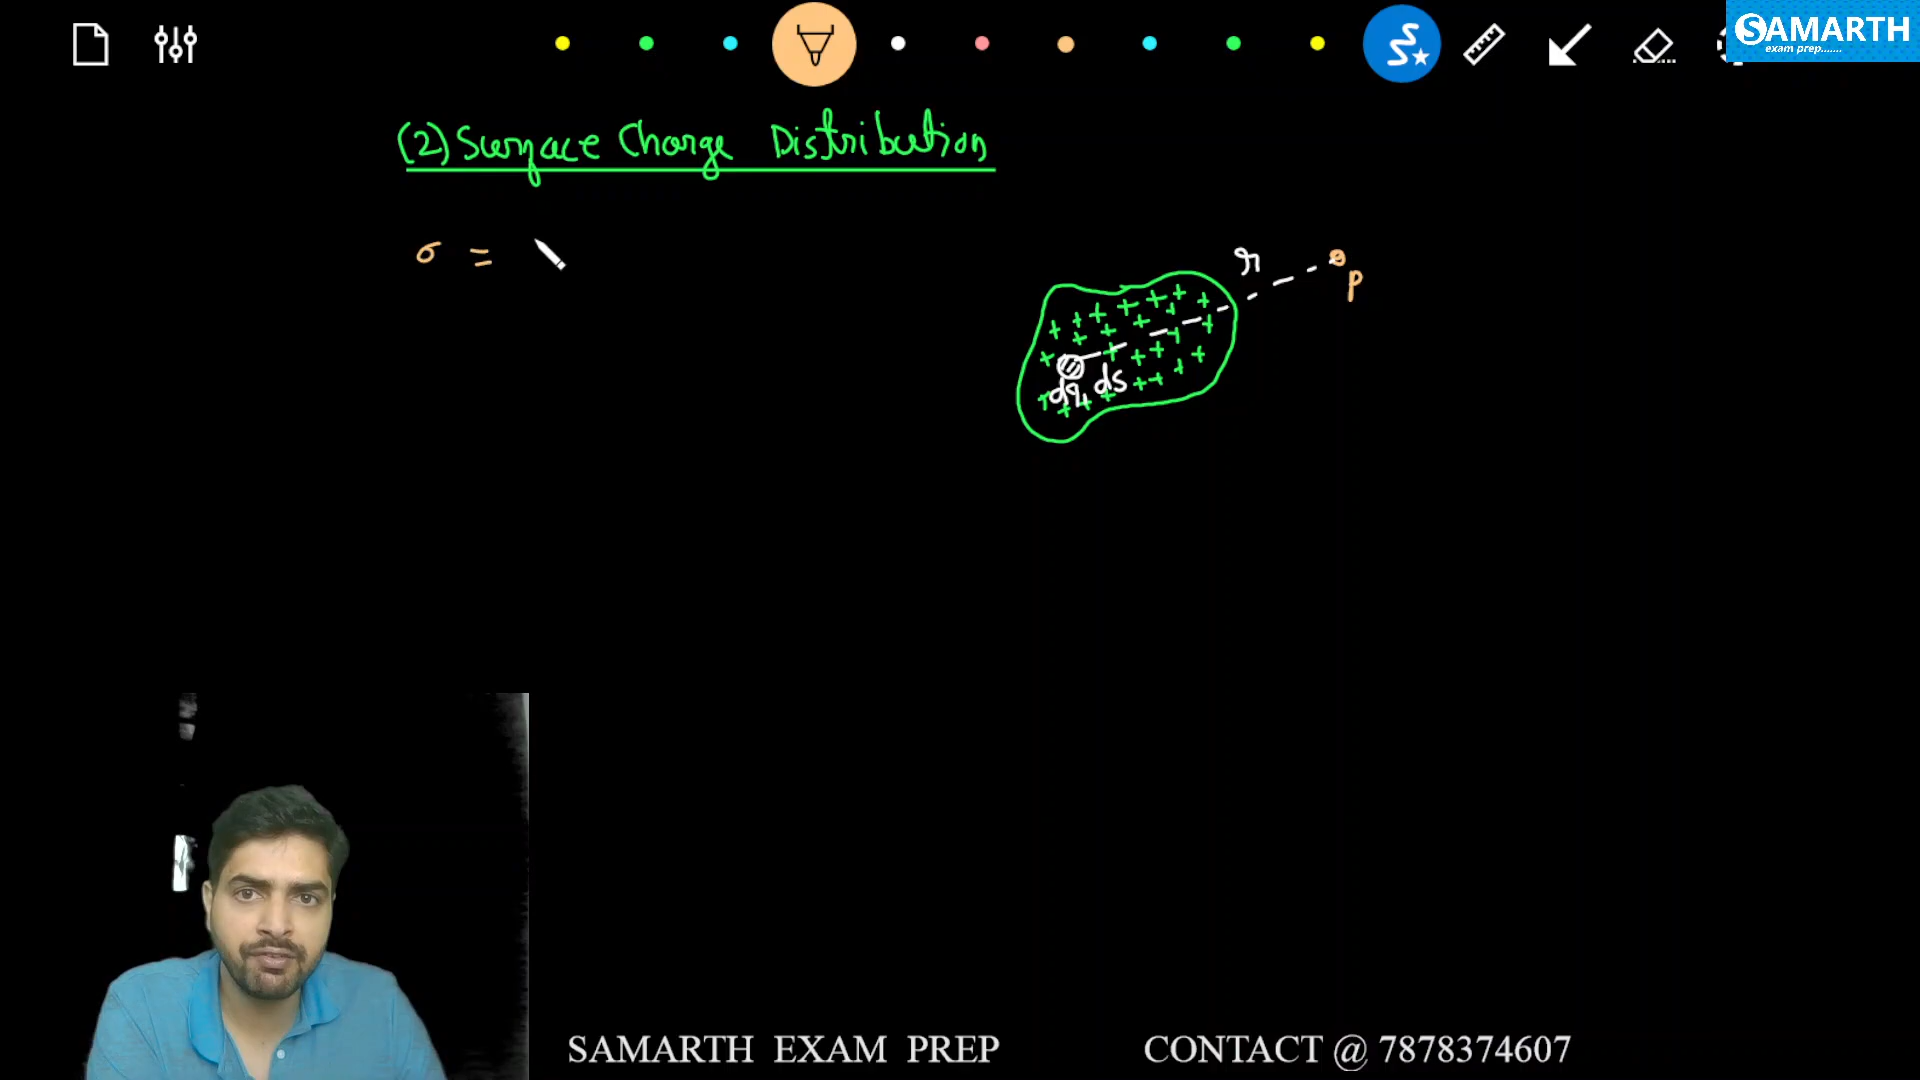 SAMARTH
exam prep......
(2) Surface Charge Distribution
σ =
r
P
dq ds
SAMARTH EXAM PREP
CONTACT @ 7878374607